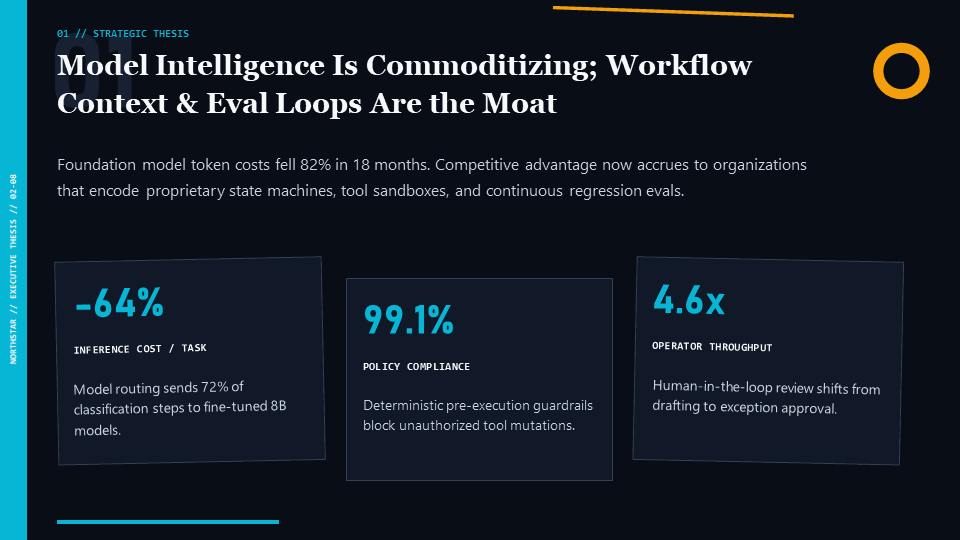 NORTHSTAR // EXECUTIVE THESIS // 02-08
01
01 // STRATEGIC THESIS
Model Intelligence Is Commoditizing; Workflow
Context & Eval Loops Are the Moat
Foundation model token costs fell 82% in 18 months. Competitive advantage now accrues to organizations
that encode proprietary state machines, tool sandboxes, and continuous regression evals.
-64%
INFERENCE COST / TASK
Model routing sends 72% of
classification steps to fine-tuned 8B
models.
99.1%
POLICY COMPLIANCE
Deterministic pre-execution guardrails
block unauthorized tool mutations.
4.6x
OPERATOR THROUGHPUT
Human-in-the-loop review shifts from
drafting to exception approval.